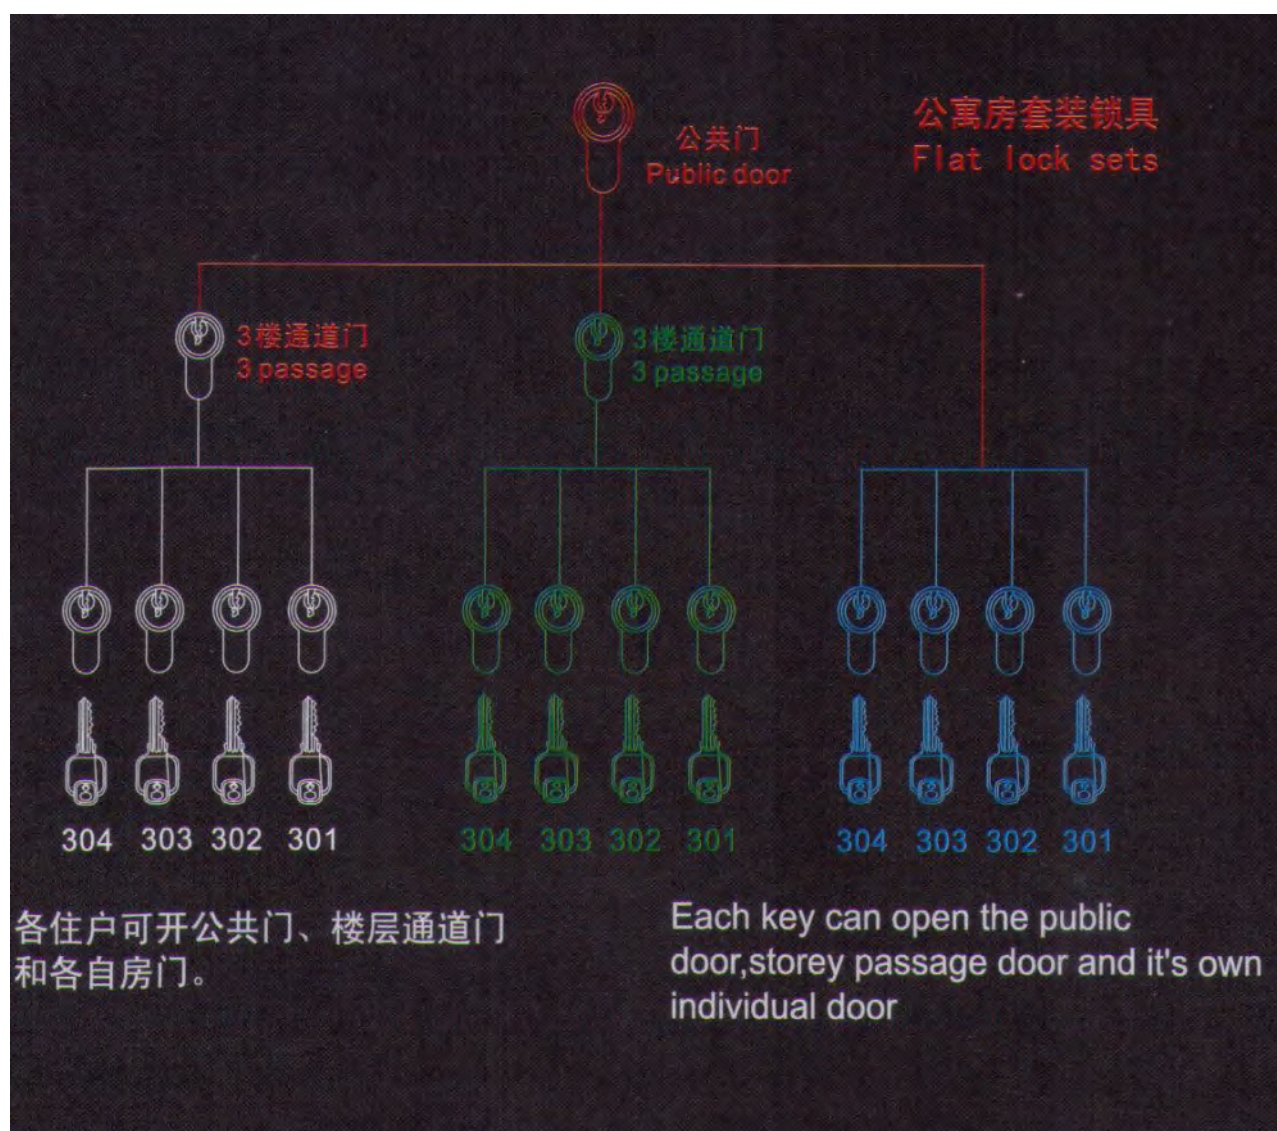 公寓房套装锁具
Flat lock sets
公共门
Public door
3楼通道门
3 passage
3楼通道门
3 passage
304 303 302 301
304 303 302 301
304 303 302 301
各住户可开公共门、楼层通道门
和各自房门。
Each key can open the public
door,storey passage door and it's own
individual door